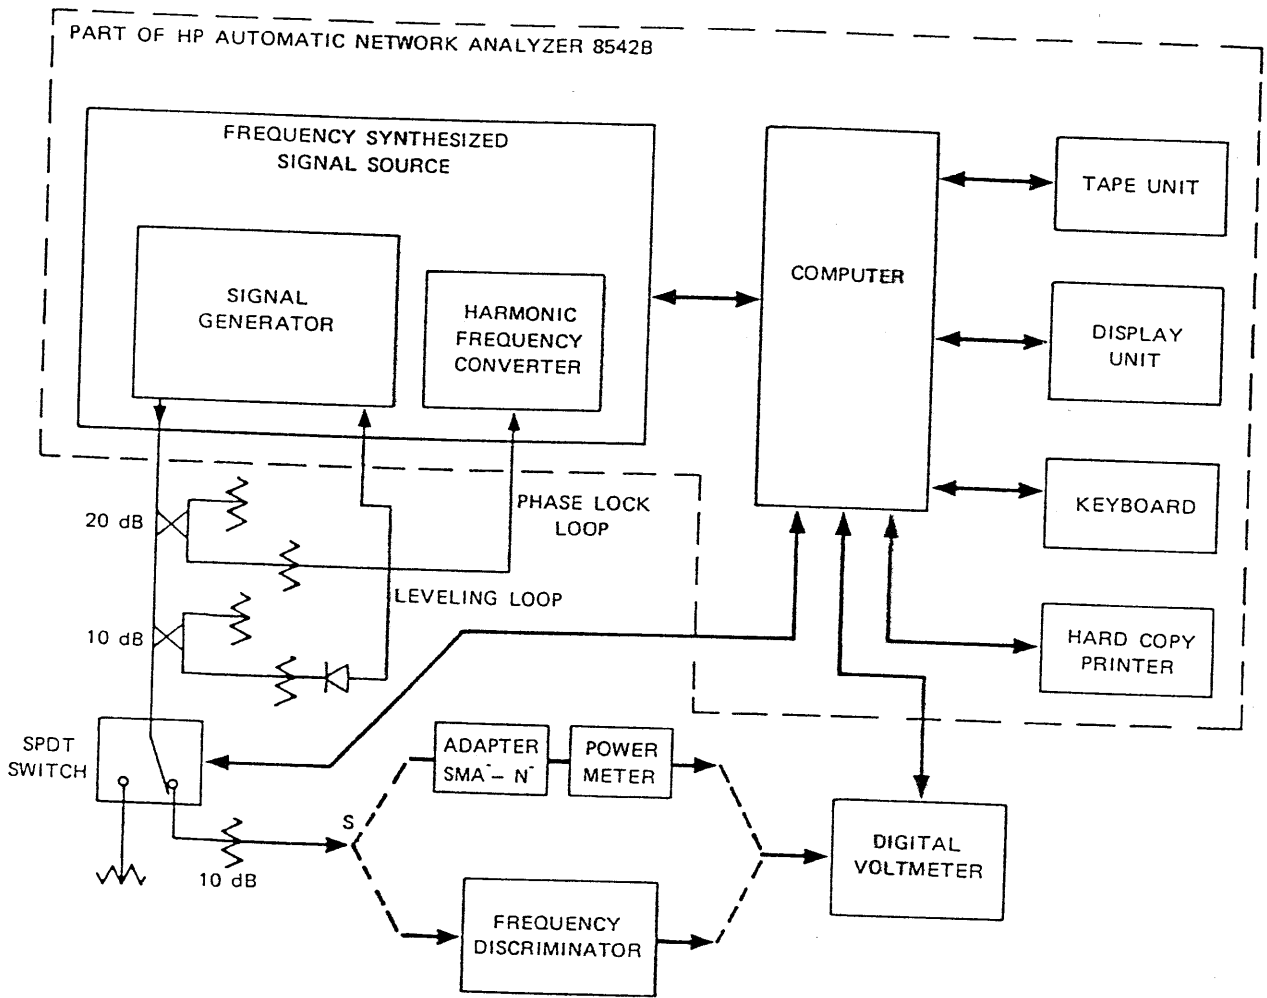 PART OF HP AUTOMATIC NETWORK ANALYZER 8542B
FREQUENCY SYNTHESIZED
SIGNAL SOURCE
SIGNAL
GENERATOR
HARMONIC
FREQUENCY
CONVERTER
COMPUTER
TAPE UNIT
DISPLAY
UNIT
KEYBOARD
HARD COPY
PRINTER
PHASE LOCK
LOOP
20 dB
LEVELING LOOP
10 dB
SPDT
SWITCH
10 dB
S
ADAPTER
SMA⁻– N⁻
POWER
METER
FREQUENCY
DISCRIMINATOR
DIGITAL
VOLTMETER